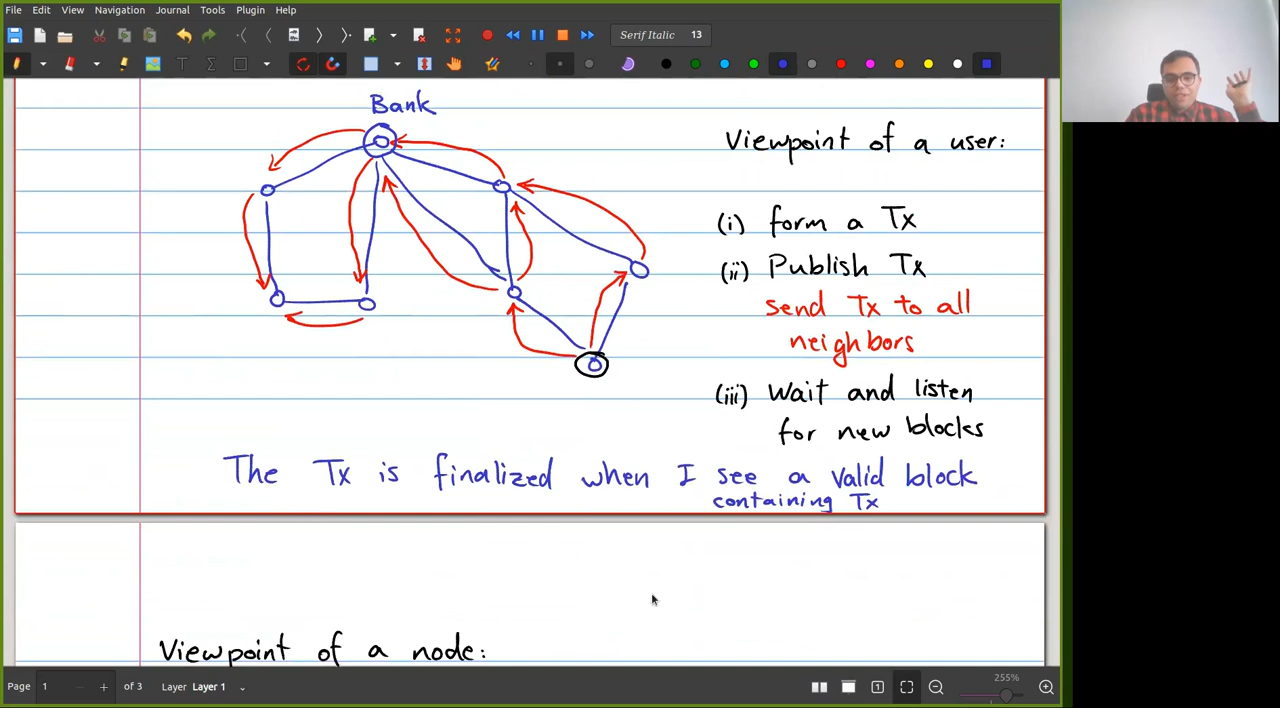 File Edit View Navigation Journal Tools Plugin Help
Serif Italic 13
Bank
Viewpoint of a user:
(i) form a Tx
(ii) Publish Tx
send Tx to all
neighbors
(iii) Wait and listen
for new blocks
The Tx is finalized when I see a valid block
containing Tx
Viewpoint of a node:
Page 1 of 3 Layer Layer 1 255%